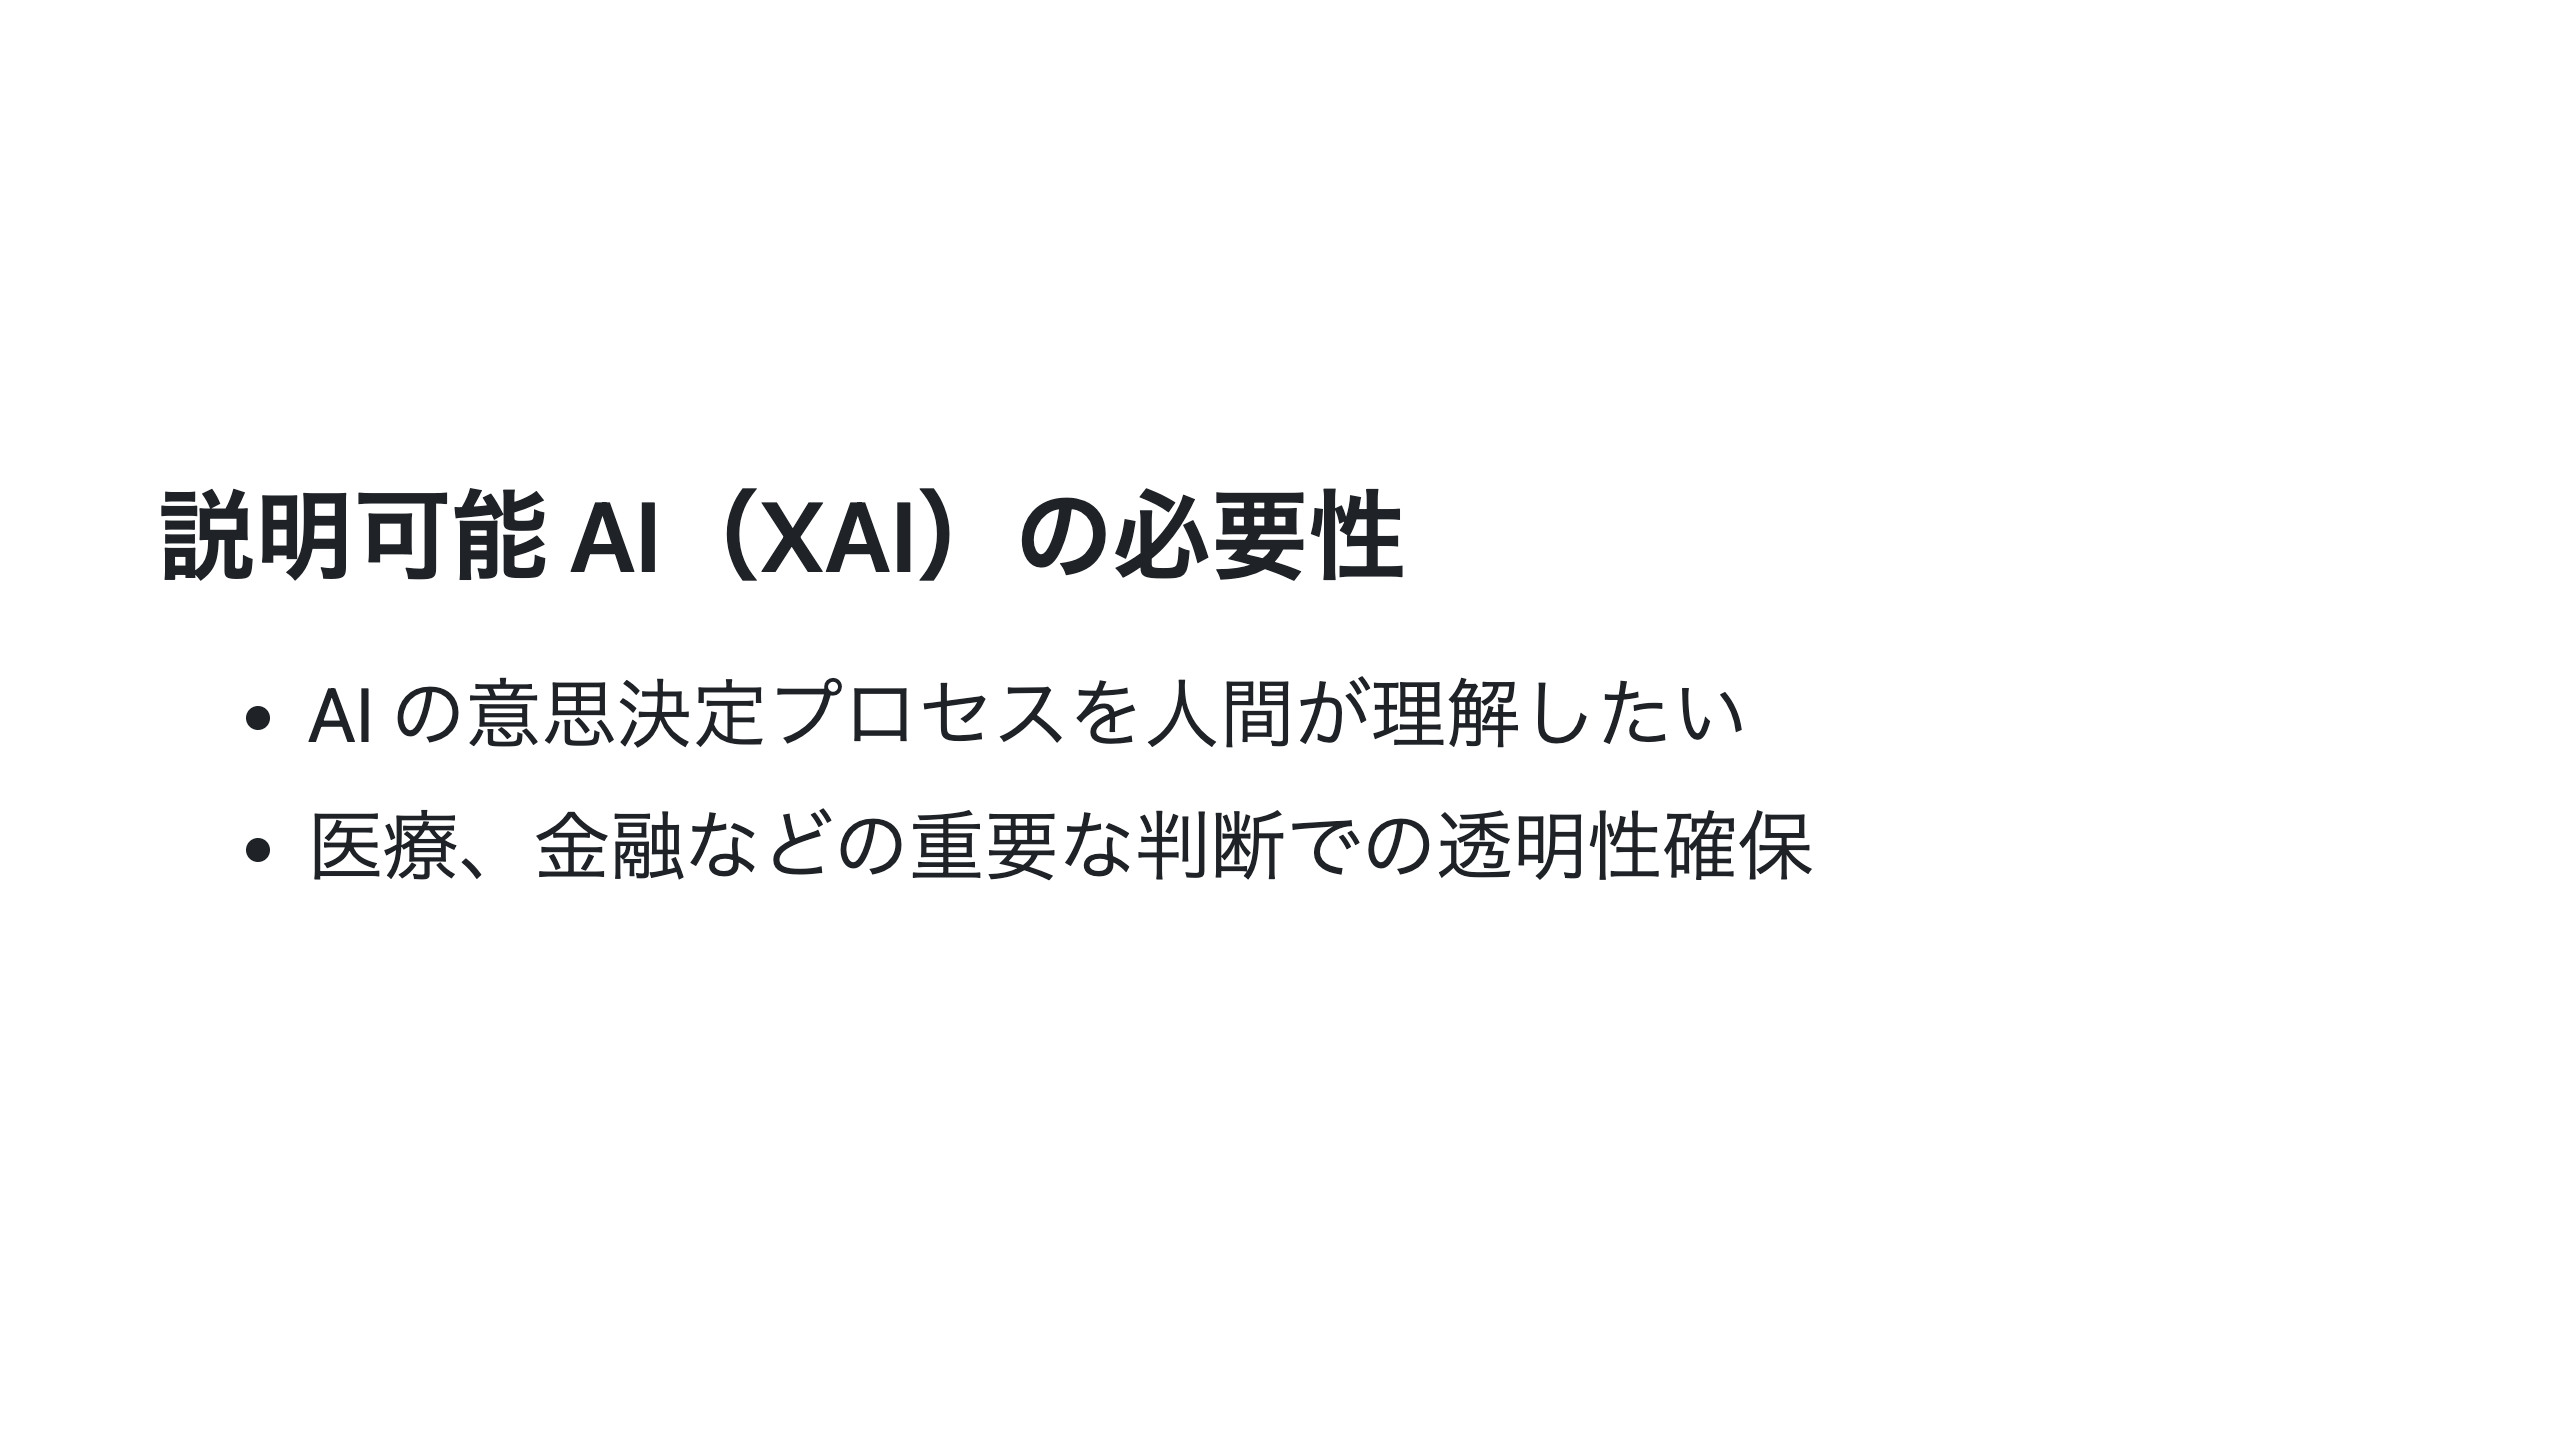 説明可能 AI（XAI）の必要性
• AI の意思決定プロセスを人間が理解したい
• 医療、金融などの重要な判断での透明性確保